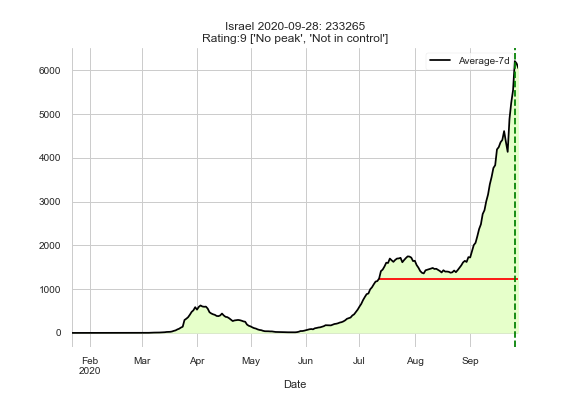 Israel 2020-09-28: 233265
Rating:9 ['No peak', 'Not in control']
Average-7d
6000
5000
4000
3000
2000
1000
0
Feb Mar Apr May Jun Jul Aug Sep
2020
Date